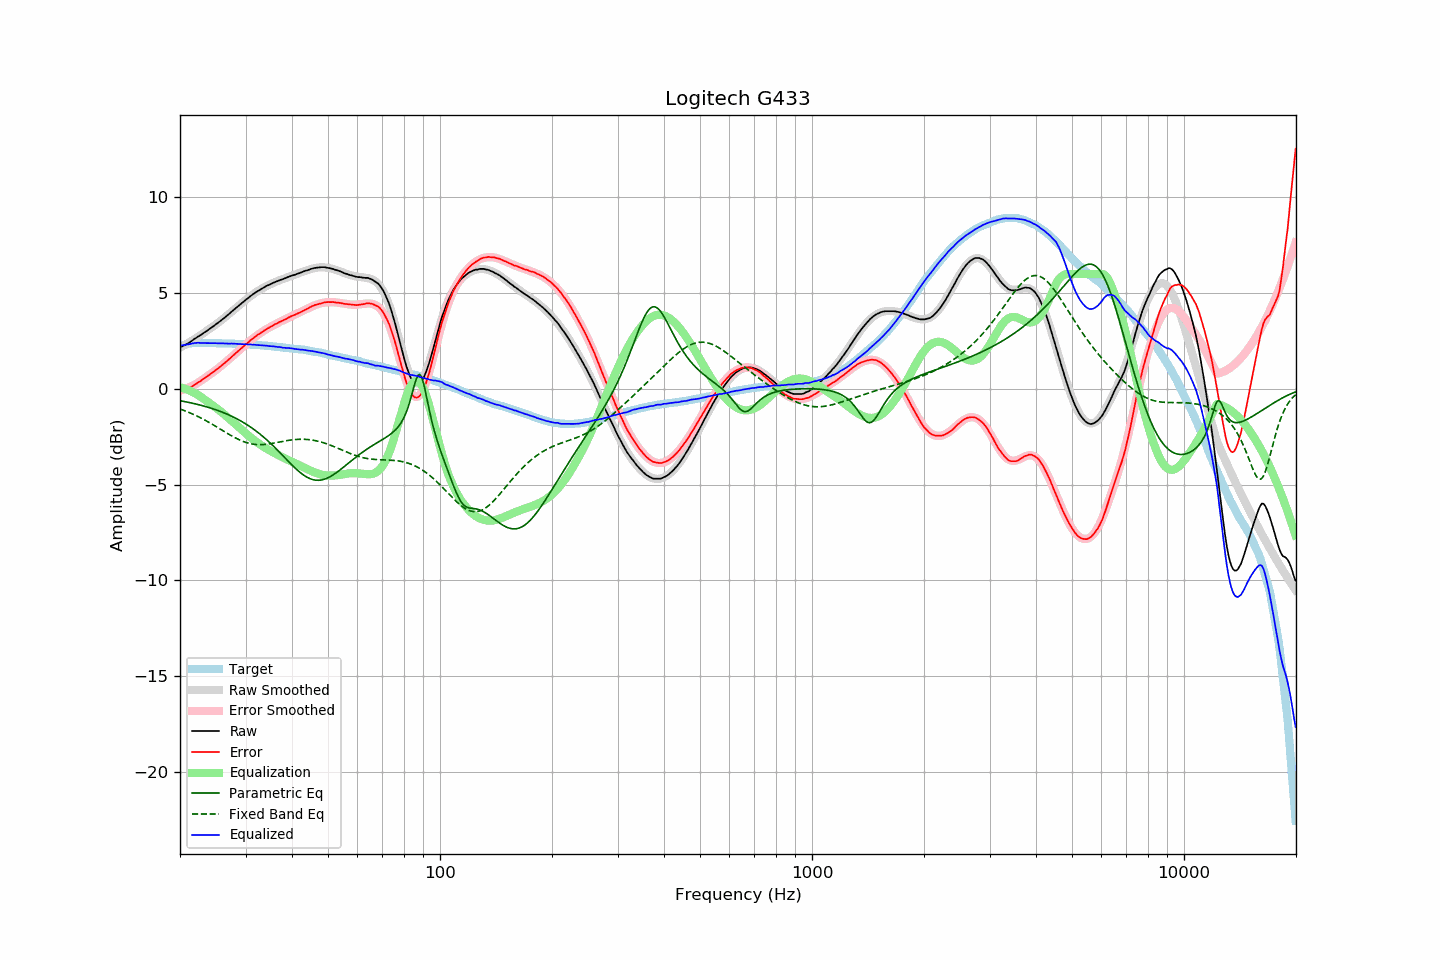 Logitech G433
Amplitude (dBr)
10
5
0
−5
−10
−15
−20
Target
Raw Smoothed
Error Smoothed
Raw
Error
Equalization
Parametric Eq
Fixed Band Eq
Equalized
100
1000
10000
Frequency (Hz)